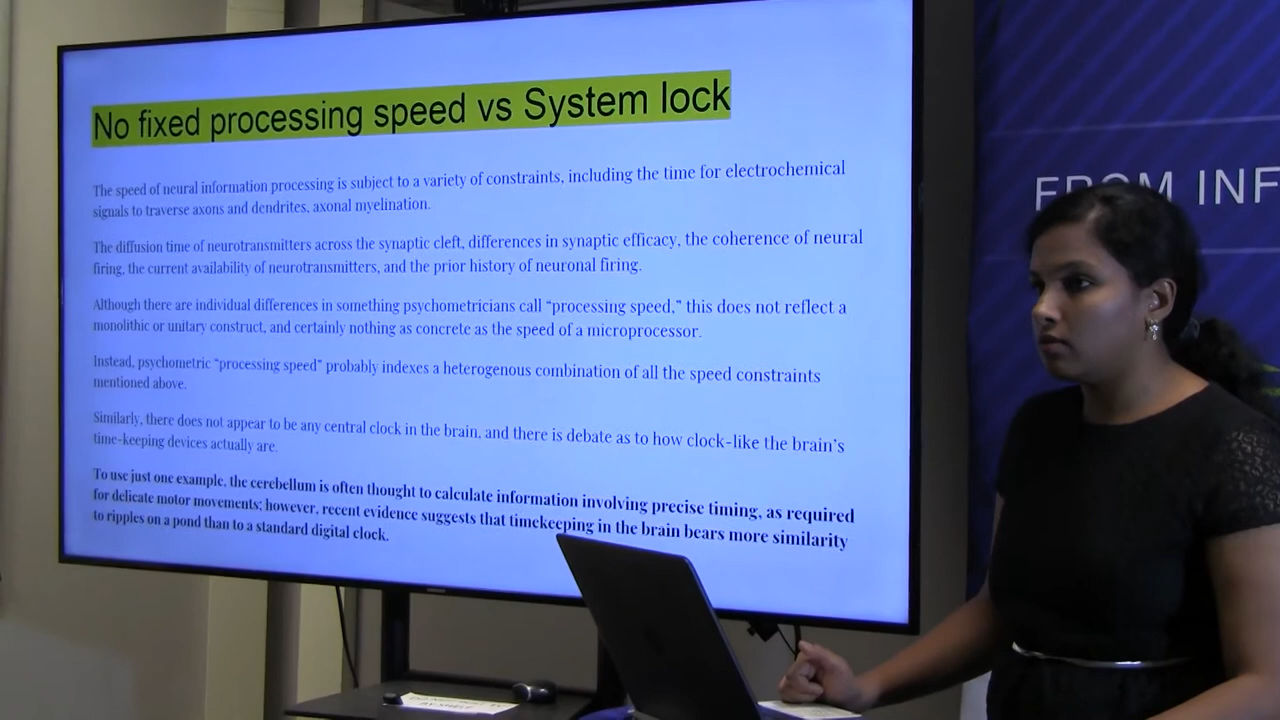 No fixed processing speed vs System lock
The speed of neural information processing is subject to a variety of constraints, including the time for electrochemical
signals to traverse axons and dendrites, axonal myelination.
The diffusion time of neurotransmitters across the synaptic cleft, differences in synaptic efficacy, the coherence of neural
firing, the current availability of neurotransmitters, and the prior history of neuronal firing.
Although there are individual differences in something psychometricians call “processing speed,” this does not reflect a
monolithic or unitary construct, and certainly nothing as concrete as the speed of a microprocessor.
Instead, psychometric “processing speed” probably indexes a heterogenous combination of all the speed constraints
mentioned above.
Similarly, there does not appear to be any central clock in the brain, and there is debate as to how clock-like the brain’s
time-keeping devices actually are.
To use just one example, the cerebellum is often thought to calculate information involving precise timing, as required
for delicate motor movements; however, recent evidence suggests that timekeeping in the brain bears more similarity
to ripples on a pond than to a standard digital clock.
FROM INF